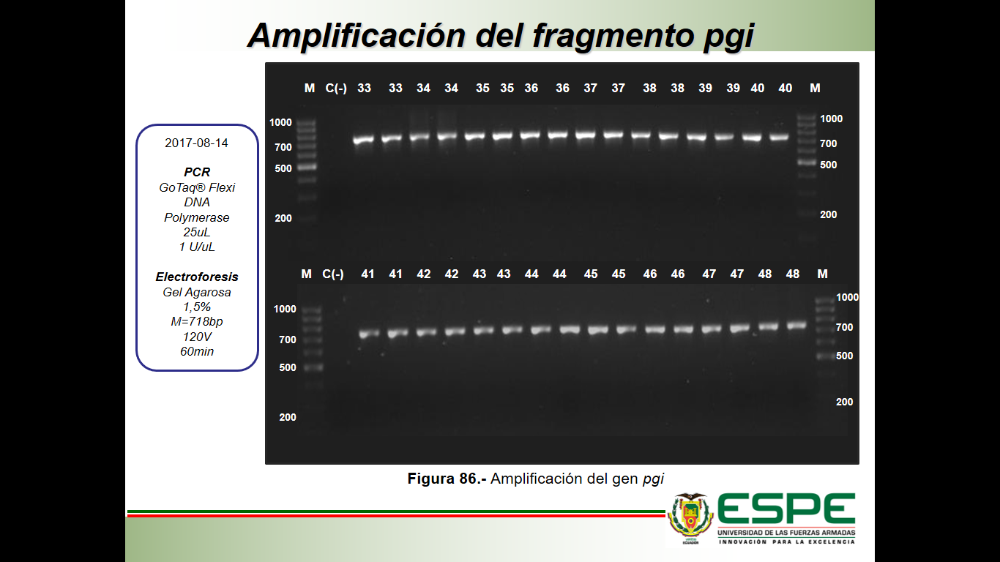 Amplificación del fragmento pgi
2017-08-14
PCR
GoTaq® Flexi
DNA
Polymerase
25uL
1 U/uL
Electroforesis
Gel Agarosa
1,5%
M=718bp
120V
60min
M C(-) 33 33 34 34 35 35 36 36 37 37 38 38 39 39 40 40 M
1000 1000
700 700
500 500
200 200
M C(-) 41 41 42 42 43 43 44 44 45 45 46 46 47 47 48 48 M
1000 1000
700 700
500 500
200 200
Figura 86.- Amplificación del gen pgi
ESPE
UNIVERSIDAD DE LAS FUERZAS ARMADAS
INNOVACIÓN PARA LA EXCELENCIA
ECUADOR